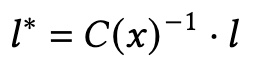 l* = C(x)⁻¹ · l